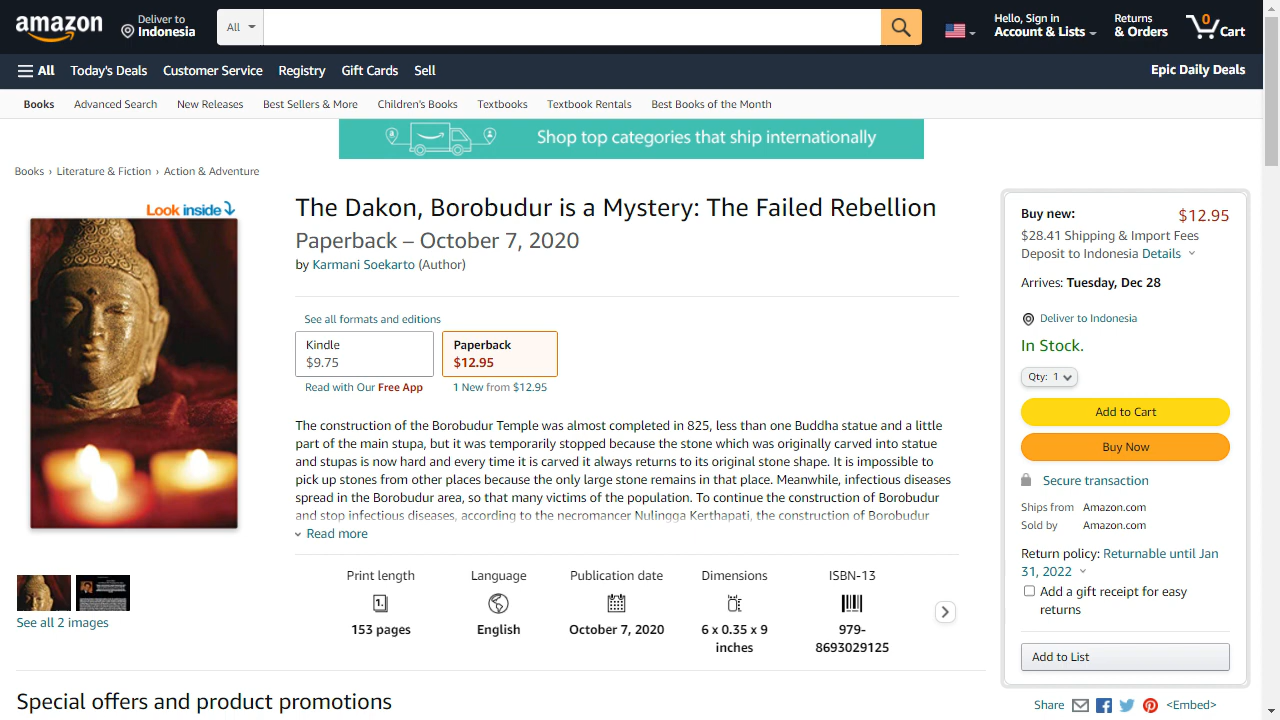 amazon
Deliver to
Indonesia
All
Hello, Sign in
Account & Lists
Returns
& Orders
0
Cart
All
Today's Deals
Customer Service
Registry
Gift Cards
Sell
Epic Daily Deals
Books
Advanced Search
New Releases
Best Sellers & More
Children's Books
Textbooks
Textbook Rentals
Best Books of the Month
Shop top categories that ship internationally
Books › Literature & Fiction › Action & Adventure
Look inside
The Dakon, Borobudur is a Mystery: The Failed Rebellion
Paperback – October 7, 2020
by Karmani Soekarto (Author)
See all formats and editions
Kindle
$9.75
Read with Our Free App
Paperback
$12.95
1 New from $12.95
The construction of the Borobudur Temple was almost completed in 825, less than one Buddha statue and a little
part of the main stupa, but it was temporarily stopped because the stone which was originally carved into statue
and stupas is now hard and every time it is carved it always returns to its original stone shape. It is impossible to
pick up stones from other places because the only large stone remains in that place. Meanwhile, infectious diseases
spread in the Borobudur area, so that many victims of the population. To continue the construction of Borobudur
and stop infectious diseases, according to the necromancer Nulingga Kerthapati, the construction of Borobudur
Read more
Print length
153 pages
Language
English
Publication date
October 7, 2020
Dimensions
6 x 0.35 x 9
inches
ISBN-13
979-
8693029125
See all 2 images
Special offers and product promotions
Buy new:
$12.95
$28.41 Shipping & Import Fees
Deposit to Indonesia Details
Arrives: Tuesday, Dec 28
Deliver to Indonesia
In Stock.
Qty: 1
Add to Cart
Buy Now
Secure transaction
Ships from Amazon.com
Sold by Amazon.com
Return policy: Returnable until Jan
31, 2022
Add a gift receipt for easy
returns
Add to List
Share
<Embed>